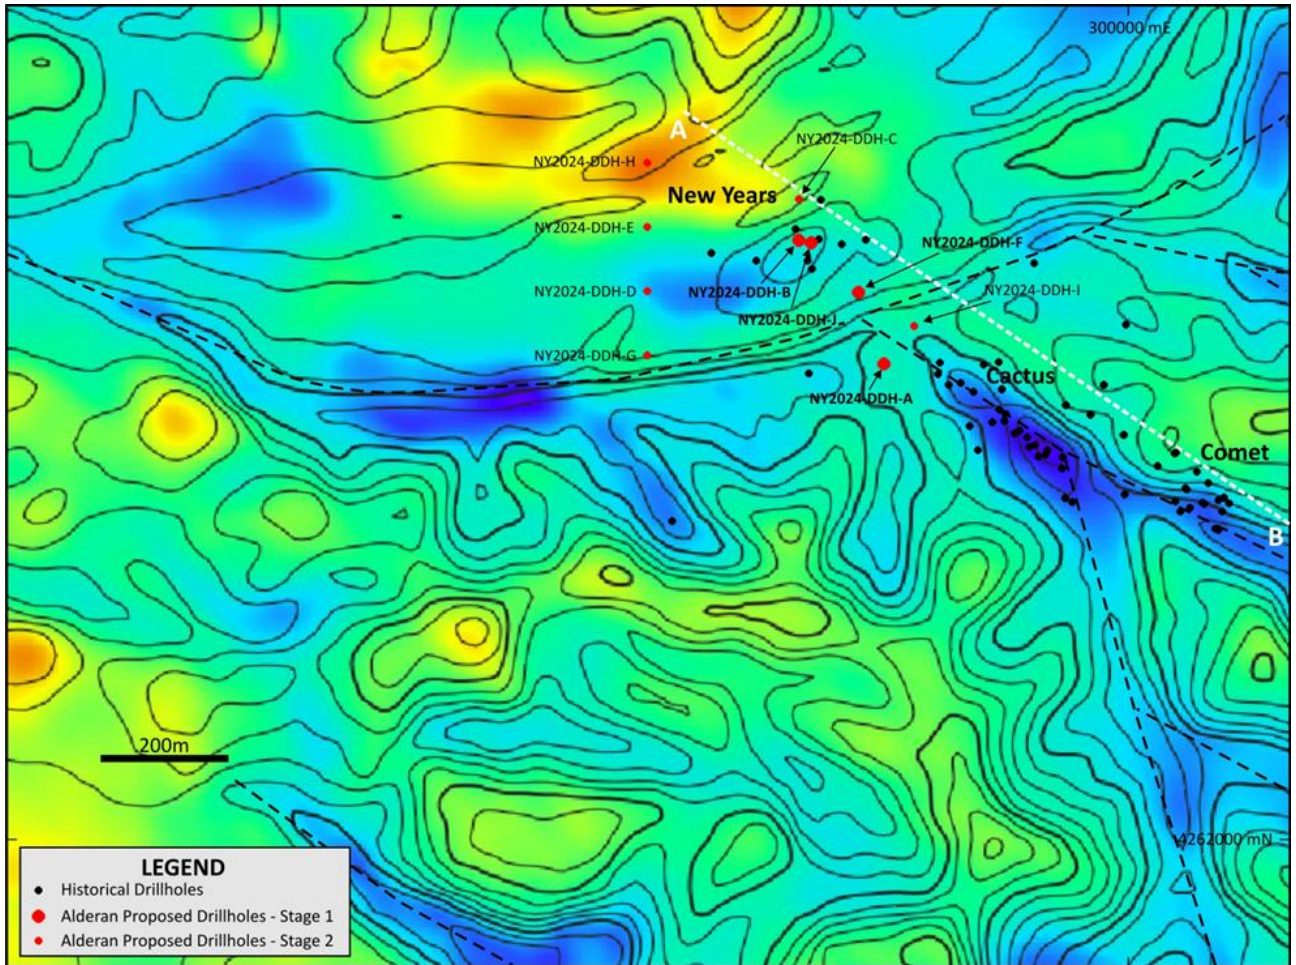 300000 mE
A
NY2024-DDH-C
NY2024-DDH-H
New Years
NY2024-DDH-E
NY2024-DDH-F
NY2024-DDH-D
NY2024-DDH-B
NY2024-DDH-I
NY2024-DDH-J
NY2024-DDH-G
Cactus
NY2024-DDH-A
Comet
B
200m
4262000 mN
LEGEND
Historical Drillholes
Alderan Proposed Drillholes - Stage 1
Alderan Proposed Drillholes - Stage 2